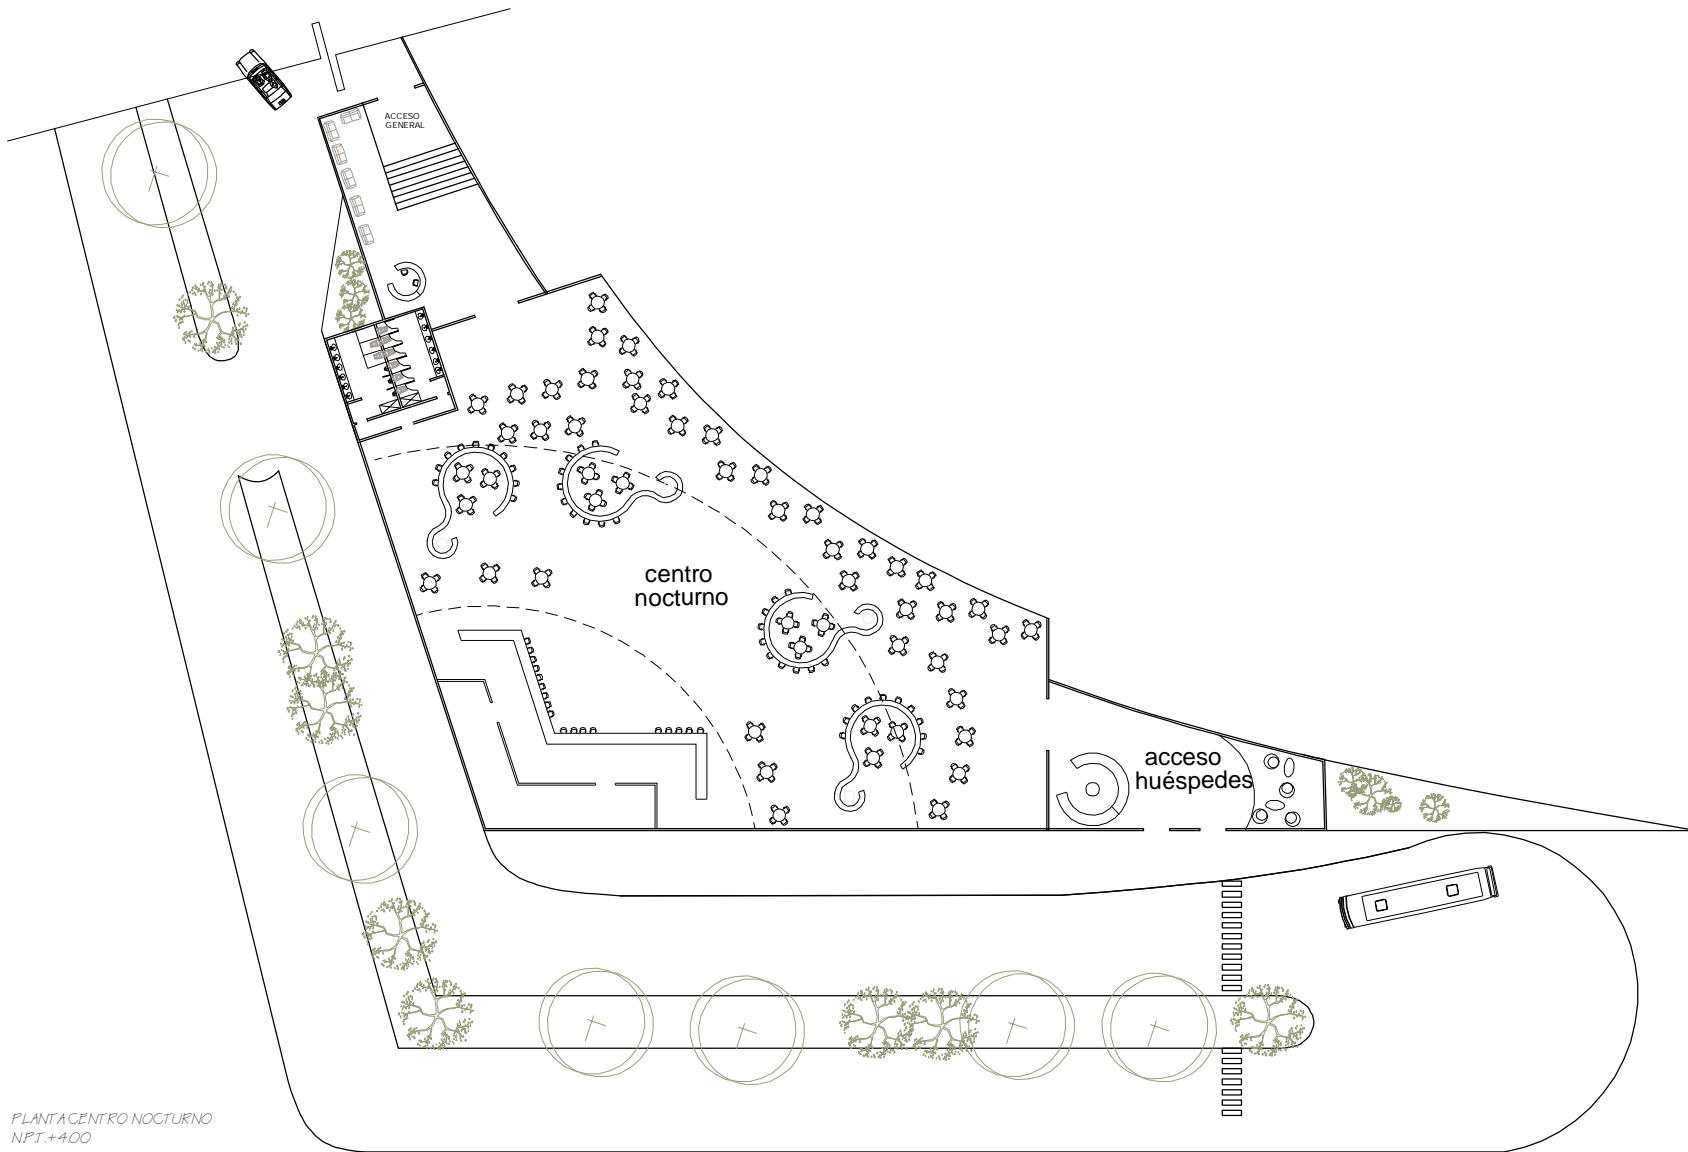 ACCESO
GENERAL
centro
nocturno
acceso
huéspedes
PLANTA CENTRO NOCTURNO
N.P.T.+4.00